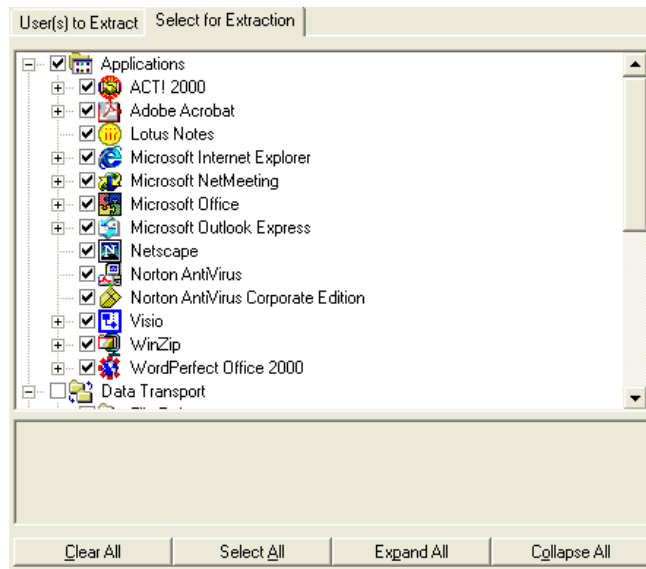 User(s) to Extract Select for Extraction
Applications
ACT! 2000
Adobe Acrobat
Lotus Notes
Microsoft Internet Explorer
Microsoft NetMeeting
Microsoft Office
Microsoft Outlook Express
Netscape
Norton AntiVirus
Norton AntiVirus Corporate Edition
Visio
WinZip
WordPerfect Office 2000
Data Transport
Clear All Select All Expand All Collapse All